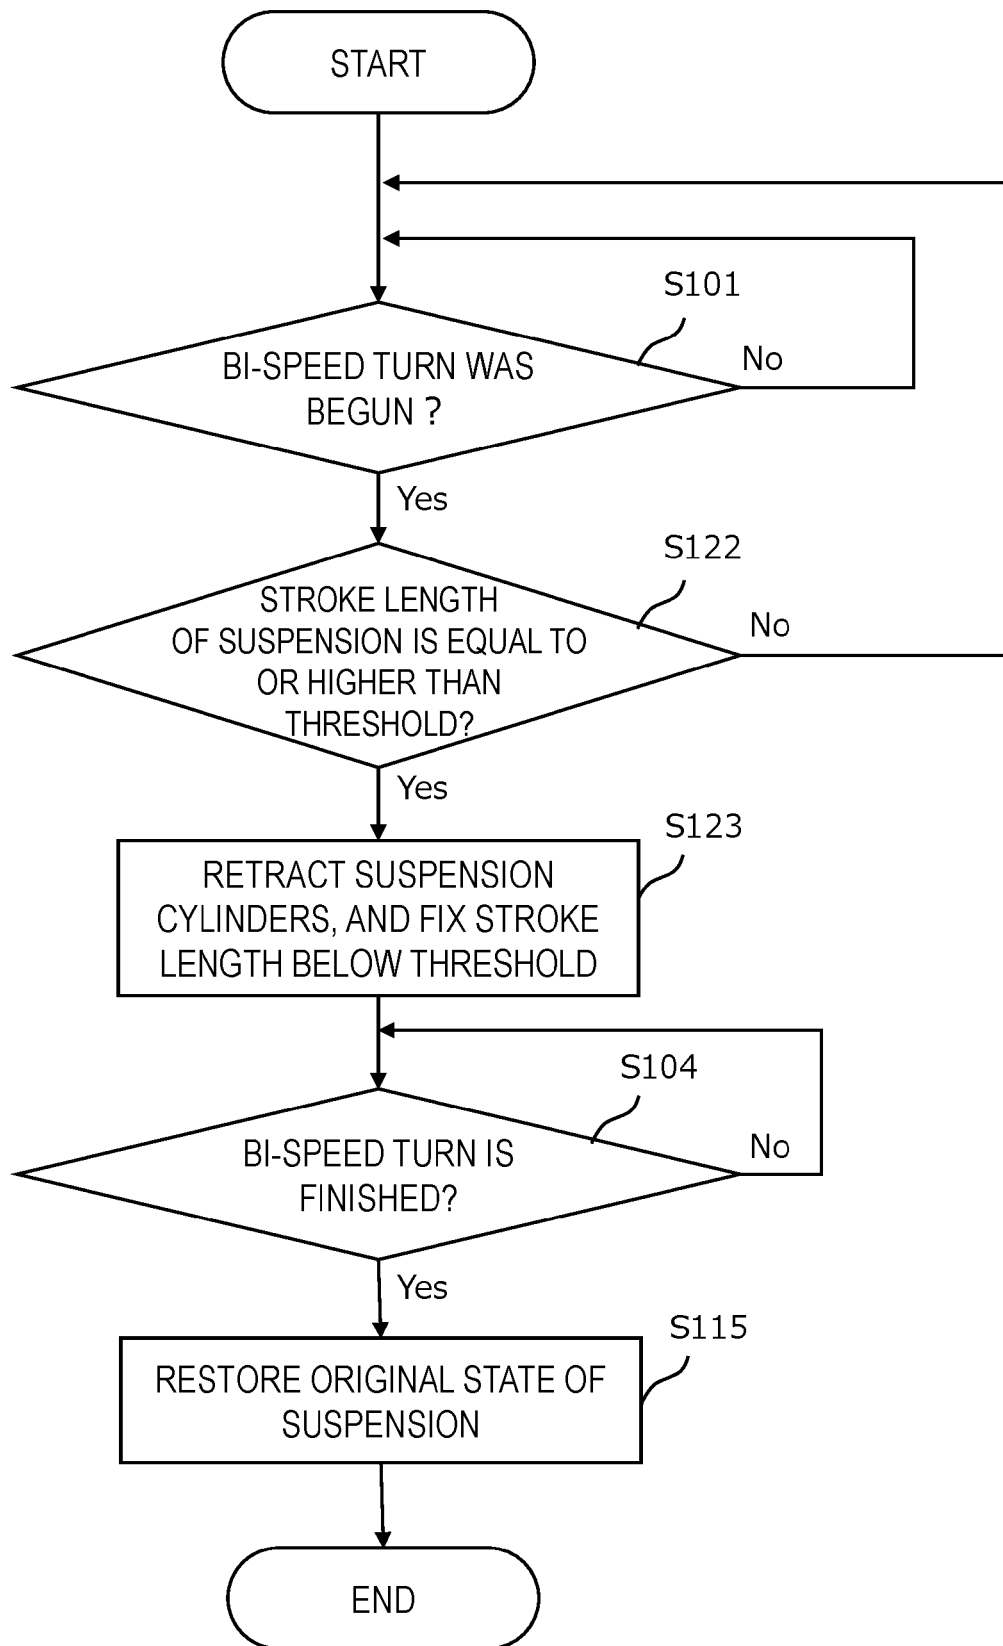 START
S101
BI-SPEED TURN WAS
BEGUN ?
No
Yes
S122
STROKE LENGTH
OF SUSPENSION IS EQUAL TO
OR HIGHER THAN
THRESHOLD?
No
Yes
S123
RETRACT SUSPENSION
CYLINDERS, AND FIX STROKE
LENGTH BELOW THRESHOLD
S104
BI-SPEED TURN IS
FINISHED?
No
Yes
S115
RESTORE ORIGINAL STATE OF
SUSPENSION
END